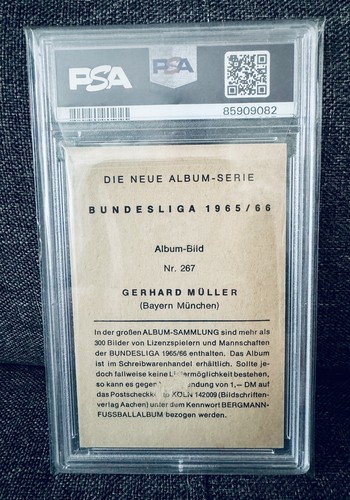 PSA
PSA
85909082
DIE NEUE ALBUM-SERIE
BUNDESLIGA 1965/66
Album-Bild
Nr. 267
GERHARD MÜLLER
(Bayern München)
In der großen ALBUM-SAMMLUNG sind mehr als
300 Bilder von Lizenzspielern und Mannschaften
der BUNDESLIGA 1965/66 enthalten. Das Album
ist im Schreibwarenhandel erhältlich. Sollte je-
doch fallweise keine möglichkeit bestehen,
so kann es gegen andung von 1,— DM auf
das Postscheckk KÖLN 142009 (Bildschriften-
verlag Aachen) unter dem Kennwort BERGMANN-
FUSSBALLALBUM bezogen werden.